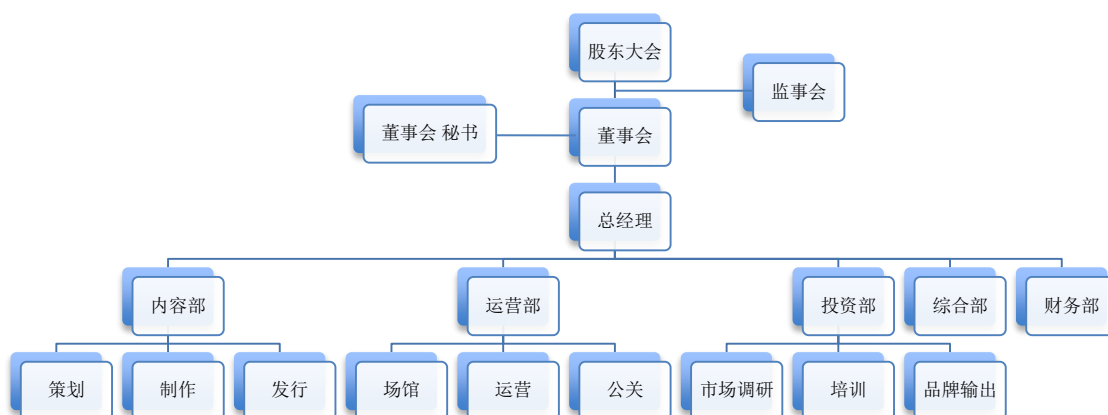 股东大会
监事会
董事会 秘书
董事会
总经理
内容部
运营部
投资部
综合部
财务部
策划
制作
发行
场馆
运营
公关
市场调研
培训
品牌输出